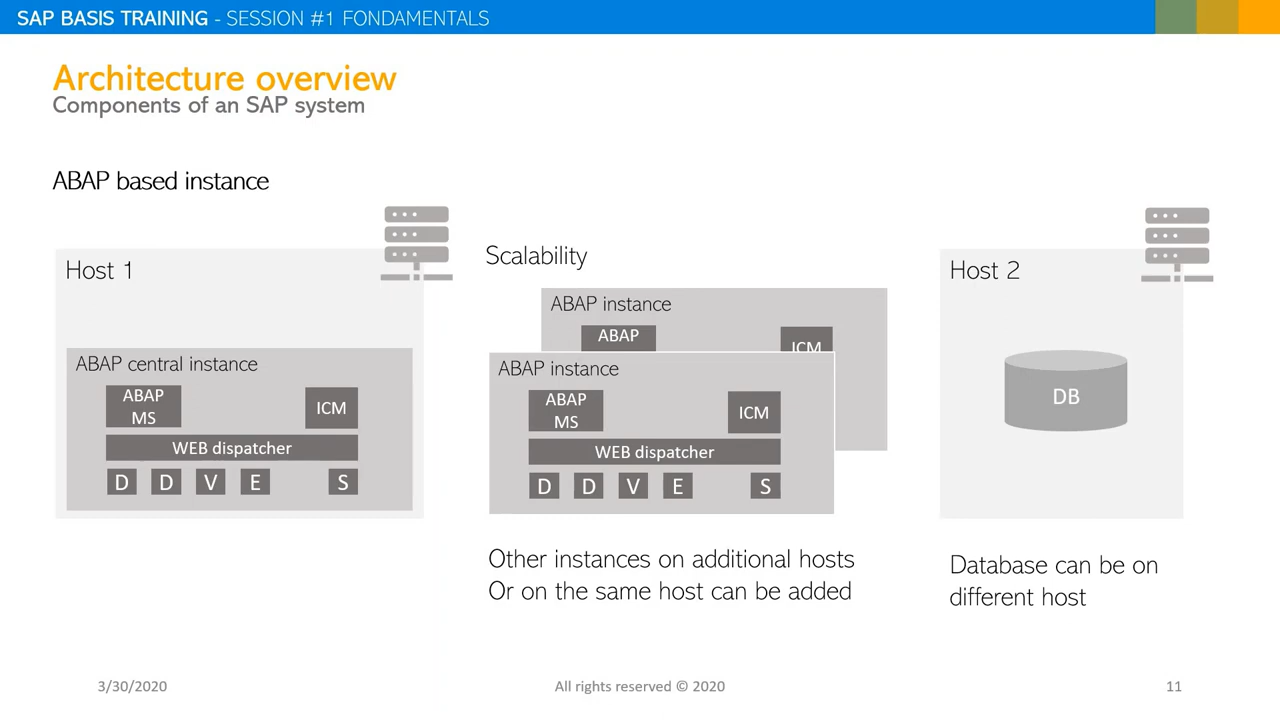 SAP BASIS TRAINING - SESSION #1 FONDAMENTALS
Architecture overview
Components of an SAP system
ABAP based instance
Host 1
ABAP central instance
ABAP
MS
ICM
WEB dispatcher
D D V E S
Scalability
ABAP instance
ABAP
ICM
ABAP instance
ABAP
MS
ICM
WEB dispatcher
D D V E S
Other instances on additional hosts
Or on the same host can be added
Host 2
DB
Database can be on
different host
3/30/2020
All rights reserved © 2020
11